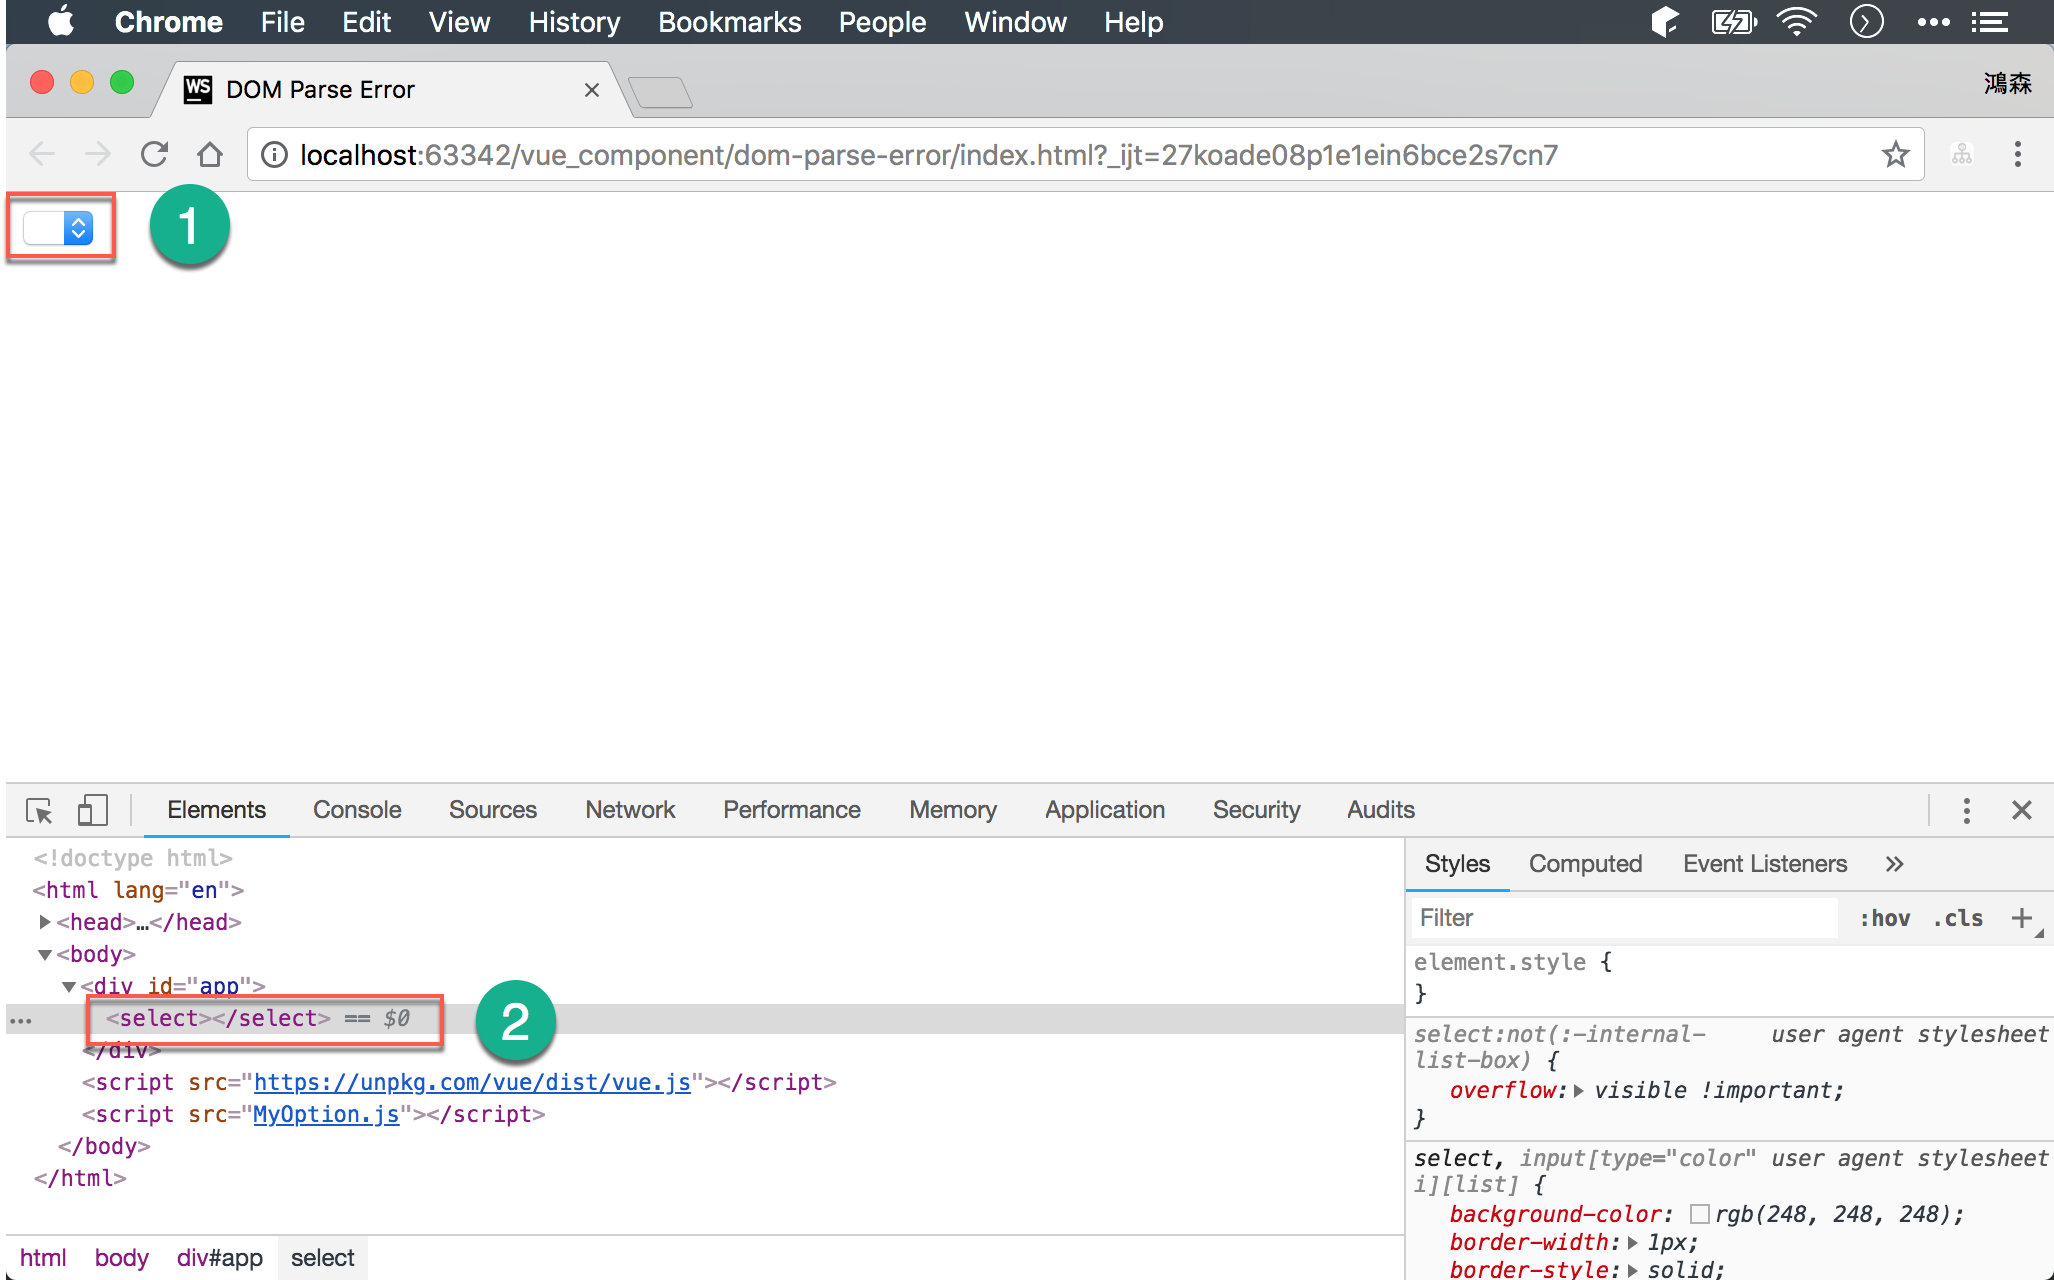 Chrome File Edit View History Bookmarks People Window Help
WS DOM Parse Error
鴻森
localhost:63342/vue_component/dom-parse-error/index.html?_ijt=27koade08p1e1ein6bce2s7cn7
1
Elements Console Sources Network Performance Memory Application Security Audits
<!doctype html>
<html lang="en">
<head>…</head>
<body>
<div id="app">
<select></select> == $0
2
</div>
<script src="https://unpkg.com/vue/dist/vue.js"></script>
<script src="MyOption.js"></script>
</body>
</html>
html body div#app select
Styles Computed Event Listeners »
Filter :hov .cls +
element.style {
}
select:not(:-internal- user agent stylesheet
list-box) {
overflow: visible !important;
}
select, input[type="color" user agent stylesheet
i][list] {
background-color: rgb(248, 248, 248);
border-width: 1px;
border-style: solid;